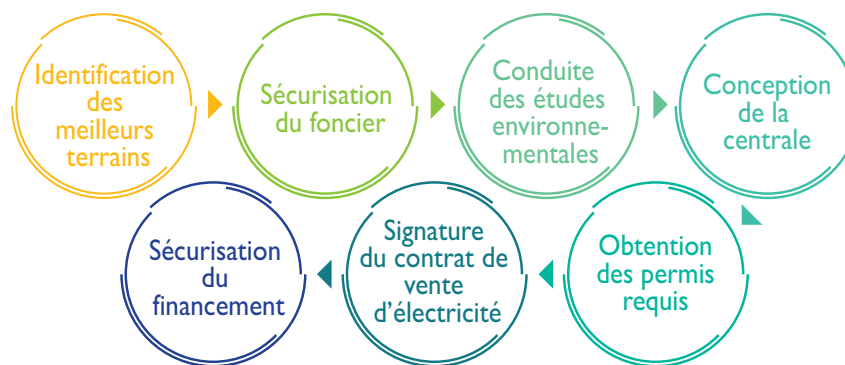 Identification
des
meilleurs
terrains
Sécurisation
du foncier
Conduite
des études
environne-
mentales
Conception
de la
centrale
Obtention
des permis
requis
Signature
du contrat de
vente
d'électricité
Sécurisation
du
financement